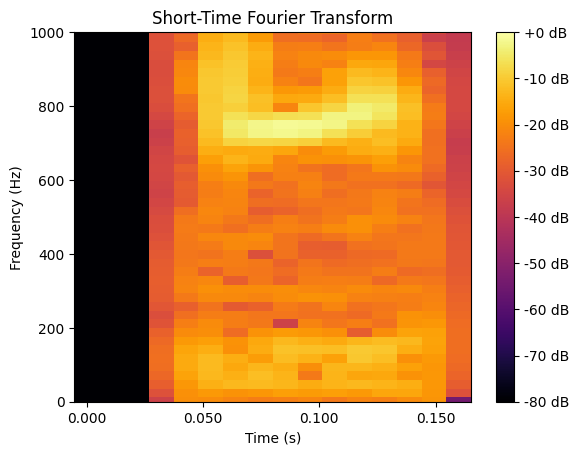 Short-Time Fourier Transform
Frequency (Hz)
1000
800
600
400
200
0
0.000
0.050
0.100
0.150
Time (s)
+0 dB
-10 dB
-20 dB
-30 dB
-40 dB
-50 dB
-60 dB
-70 dB
-80 dB